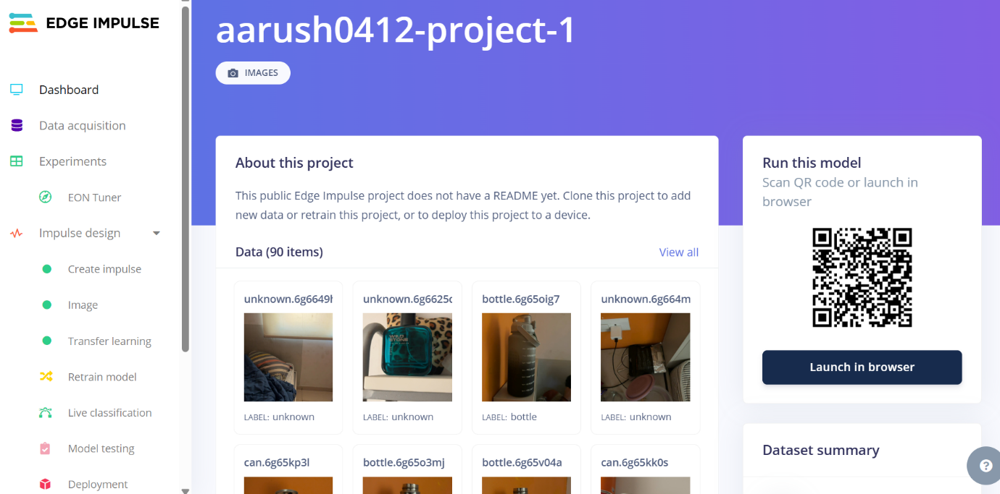 EDGE IMPULSE
Dashboard
Data acquisition
Experiments
EON Tuner
Impulse design
Create impulse
Image
Transfer learning
Retrain model
Live classification
Model testing
Deployment
aarush0412-project-1
IMAGES
About this project
This public Edge Impulse project does not have a README yet. Clone this project to add
new data or retrain this project, or to deploy this project to a device.
Data (90 items)
View all
unknown.6g6649h
WILD
STONE
unknown.6g6625c
bottle.6g65oig7
unknown.6g664m
LABEL: unknown
LABEL: unknown
LABEL: bottle
LABEL: unknown
can.6g65kp3l
bottle.6g65o3mj
bottle.6g65v04a
can.6g65kk0s
Run this model
Scan QR code or launch in
browser
Launch in browser
Dataset summary
?